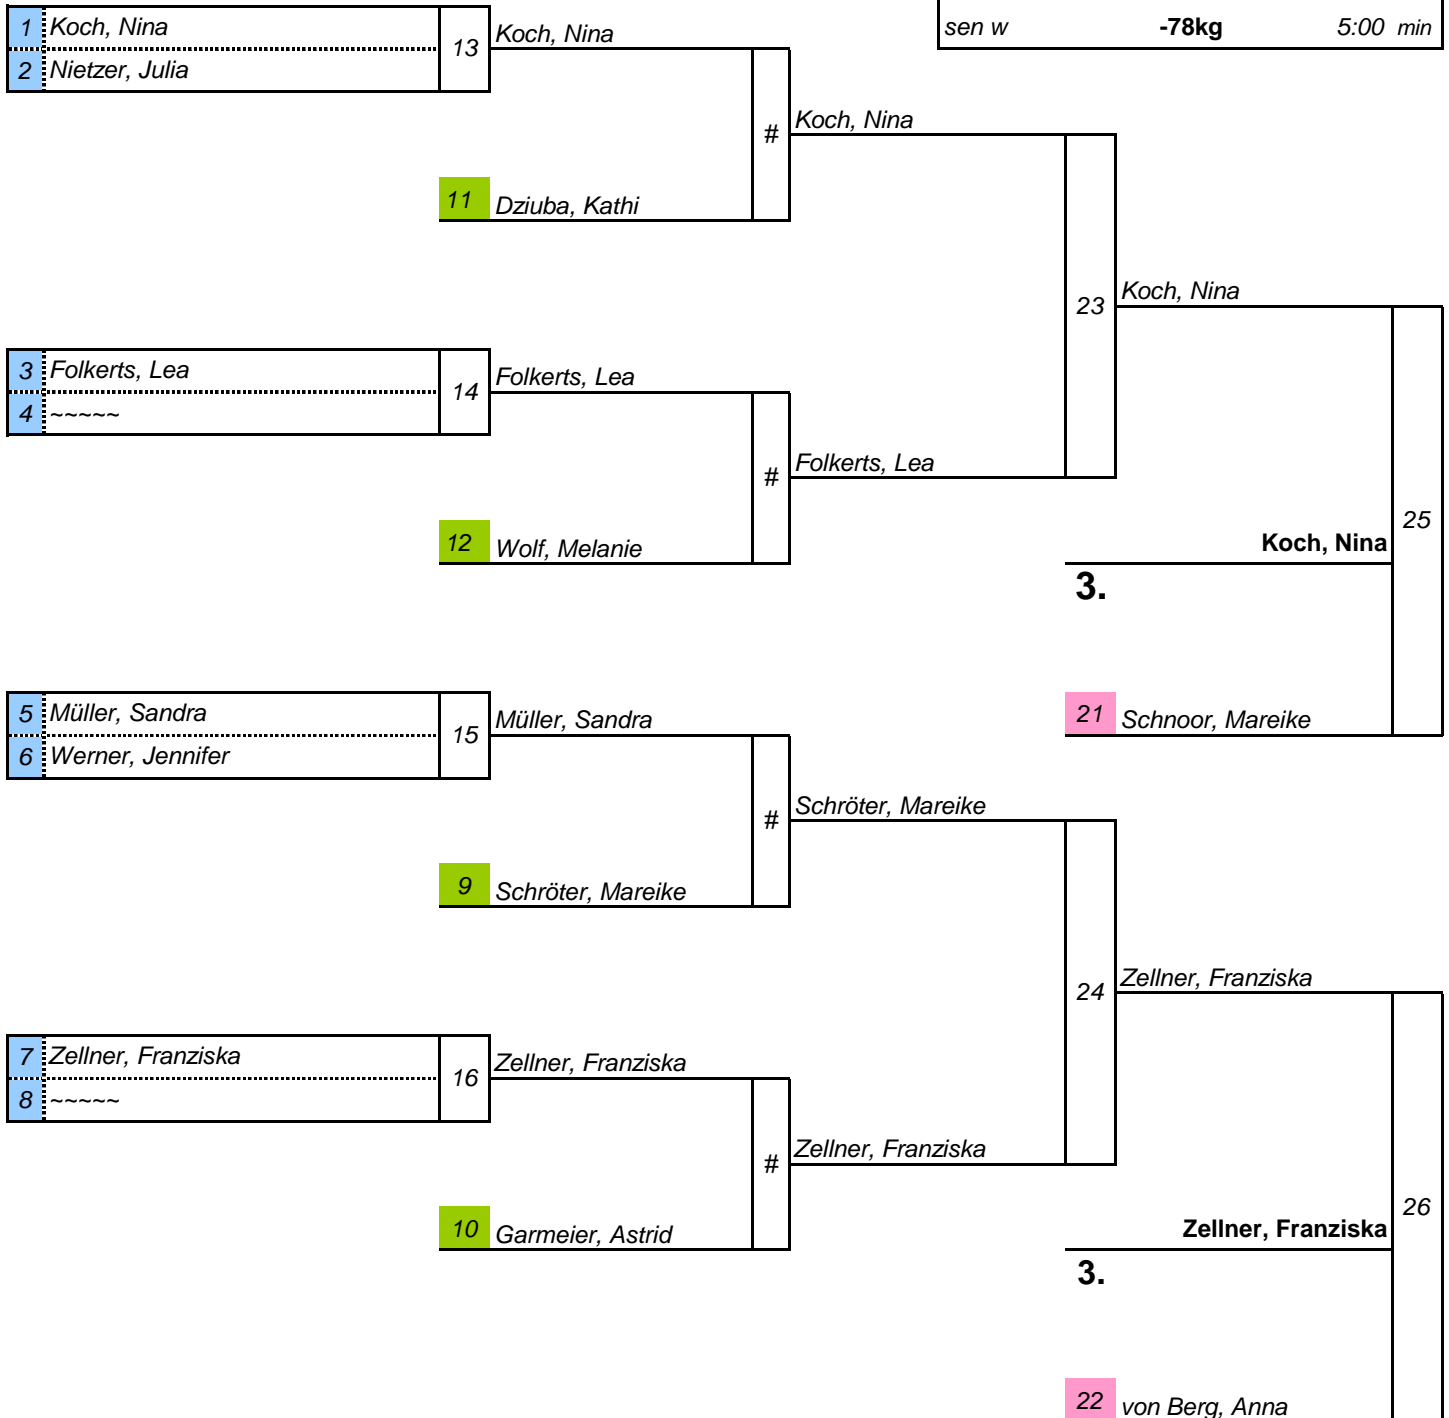 sen w -78kg 5:00 min
1 Koch, Nina
13 Koch, Nina
2 Nietzer, Julia
# Koch, Nina
11 Dziuba, Kathi
23 Koch, Nina
3 Folkerts, Lea
14 Folkerts, Lea
4 ~~~~~
# Folkerts, Lea
12 Wolf, Melanie
25
Koch, Nina
3.
5 Müller, Sandra
15 Müller, Sandra
6 Werner, Jennifer
21 Schnoor, Mareike
# Schröter, Mareike
9 Schröter, Mareike
24 Zellner, Franziska
7 Zellner, Franziska
16 Zellner, Franziska
8 ~~~~~
# Zellner, Franziska
10 Garmeier, Astrid
26
Zellner, Franziska
3.
22 von Berg, Anna